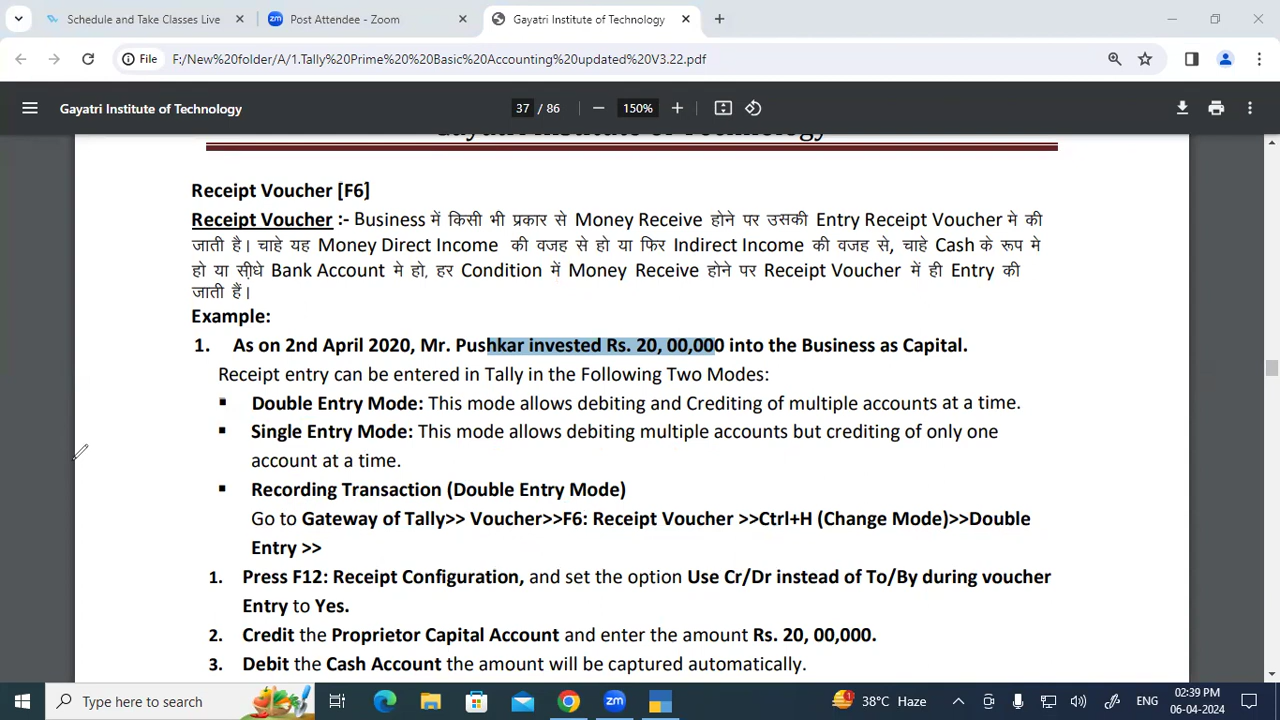 Schedule and Take Classes Live
Post Attendee - Zoom
Gayatri Institute of Technology
File
F:/New%20folder/A/1.Tally%20Prime%20%20Basic%20Accounting%20updated%20V3.22.pdf
Gayatri Institute of Technology
37 / 86
150%
Gayatri Institute of Technology
Receipt Voucher [F6]
Receipt Voucher :- Business में किसी भी प्रकार से Money Receive होने पर उसकी Entry Receipt Voucher मे की
जाती है। चाहे यह Money Direct Income की वजह से हो या फिर Indirect Income की वजह से, चाहे Cash के रूप मे
हो या सीधे Bank Account मे हो, हर Condition में Money Receive होने पर Receipt Voucher में ही Entry की
जाती हैं।
Example:
1. As on 2nd April 2020, Mr. Pushkar invested Rs. 20, 00,000 into the Business as Capital.
Receipt entry can be entered in Tally in the Following Two Modes:
▪ Double Entry Mode: This mode allows debiting and Crediting of multiple accounts at a time.
▪ Single Entry Mode: This mode allows debiting multiple accounts but crediting of only one
account at a time.
▪ Recording Transaction (Double Entry Mode)
Go to Gateway of Tally>> Voucher>>F6: Receipt Voucher >>Ctrl+H (Change Mode)>>Double
Entry >>
1. Press F12: Receipt Configuration, and set the option Use Cr/Dr instead of To/By during voucher
Entry to Yes.
2. Credit the Proprietor Capital Account and enter the amount Rs. 20, 00,000.
3. Debit the Cash Account the amount will be captured automatically.
Type here to search
1
38°C Haze
ENG
02:39 PM
06-04-2024